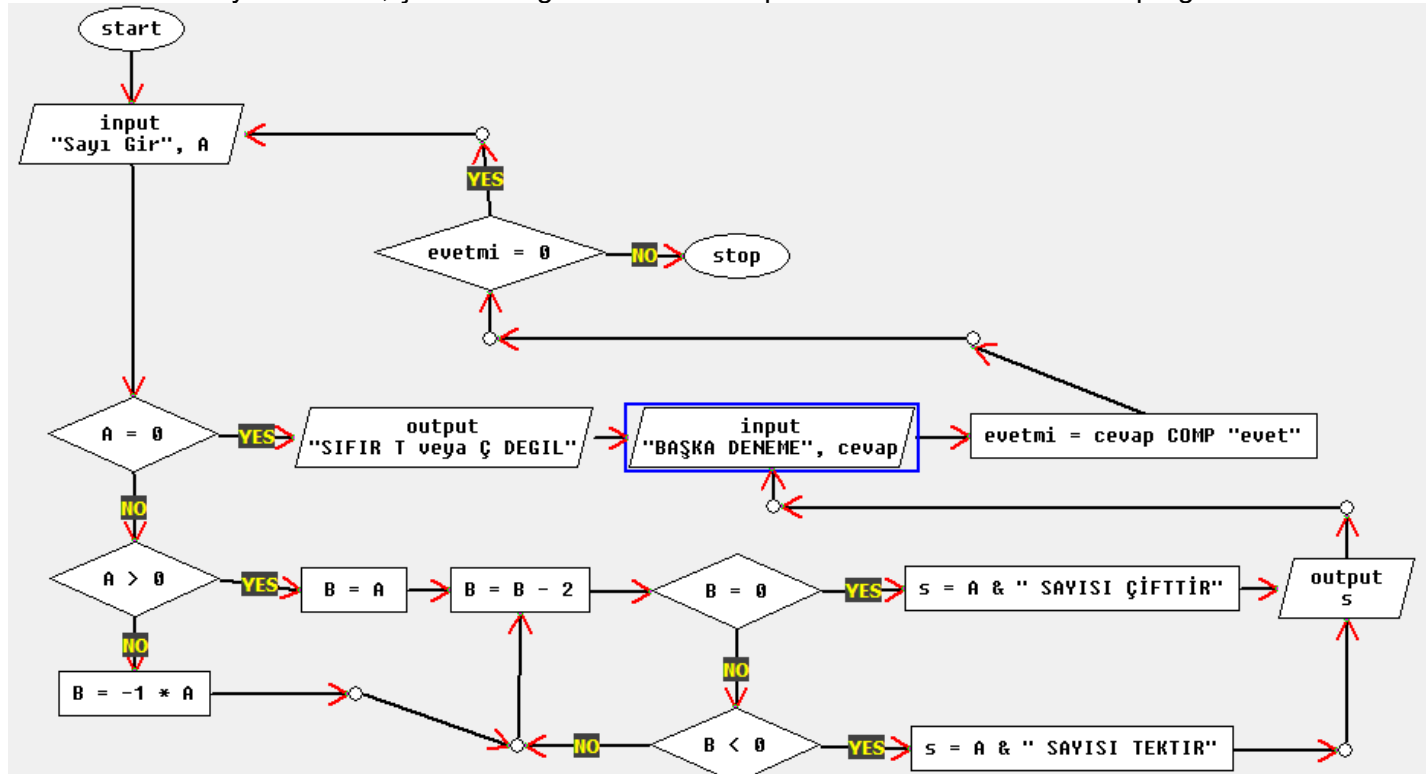 start
input
"Sayı Gir", A
YES
evetmi = 0
NO
stop
A = 0
YES
output
"SIFIR T veya Ç DEGIL"
input
"BAŞKA DENEME", cevap
evetmi = cevap COMP "evet"
NO
A > 0
YES
B = A
B = B - 2
B = 0
YES
s = A & " SAYISI ÇİFTTİR"
output
s
NO
NO
B = -1 * A
NO
B < 0
YES
s = A & " SAYISI TEKTIR"